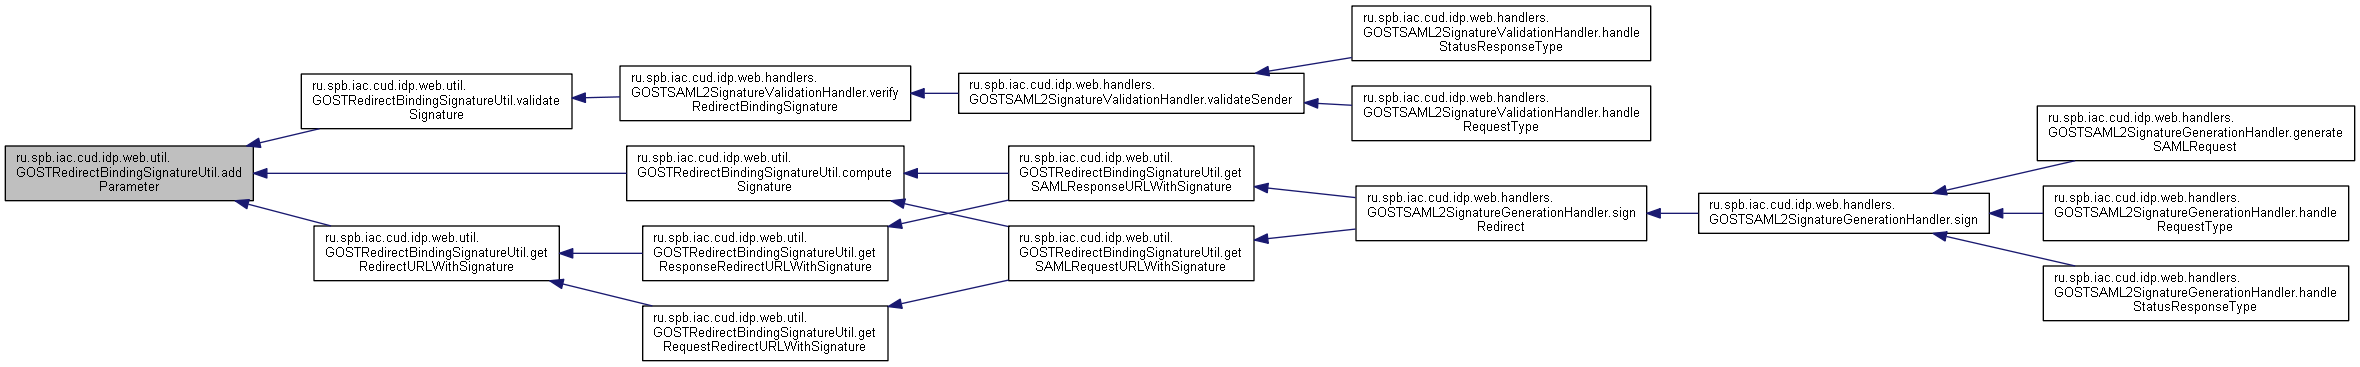 ru.spb.iac.cud.idp.web.util.
GOSTRedirectBindingSignatureUtil.add
Parameter
ru.spb.iac.cud.idp.web.util.
GOSTRedirectBindingSignatureUtil.validate
Signature
ru.spb.iac.cud.idp.web.handlers.
GOSTSAML2SignatureValidationHandler.verify
RedirectBindingSignature
ru.spb.iac.cud.idp.web.handlers.
GOSTSAML2SignatureValidationHandler.validateSender
ru.spb.iac.cud.idp.web.handlers.
GOSTSAML2SignatureValidationHandler.handle
StatusResponseType
ru.spb.iac.cud.idp.web.handlers.
GOSTSAML2SignatureValidationHandler.handle
RequestType
ru.spb.iac.cud.idp.web.util.
GOSTRedirectBindingSignatureUtil.compute
Signature
ru.spb.iac.cud.idp.web.util.
GOSTRedirectBindingSignatureUtil.get
SAMLResponseURLWithSignature
ru.spb.iac.cud.idp.web.handlers.
GOSTSAML2SignatureGenerationHandler.sign
Redirect
ru.spb.iac.cud.idp.web.handlers.
GOSTSAML2SignatureGenerationHandler.sign
ru.spb.iac.cud.idp.web.handlers.
GOSTSAML2SignatureGenerationHandler.generate
SAMLRequest
ru.spb.iac.cud.idp.web.handlers.
GOSTSAML2SignatureGenerationHandler.handle
RequestType
ru.spb.iac.cud.idp.web.handlers.
GOSTSAML2SignatureGenerationHandler.handle
StatusResponseType
ru.spb.iac.cud.idp.web.util.
GOSTRedirectBindingSignatureUtil.get
RedirectURLWithSignature
ru.spb.iac.cud.idp.web.util.
GOSTRedirectBindingSignatureUtil.get
ResponseRedirectURLWithSignature
ru.spb.iac.cud.idp.web.util.
GOSTRedirectBindingSignatureUtil.get
SAMLRequestURLWithSignature
ru.spb.iac.cud.idp.web.util.
GOSTRedirectBindingSignatureUtil.get
RequestRedirectURLWithSignature